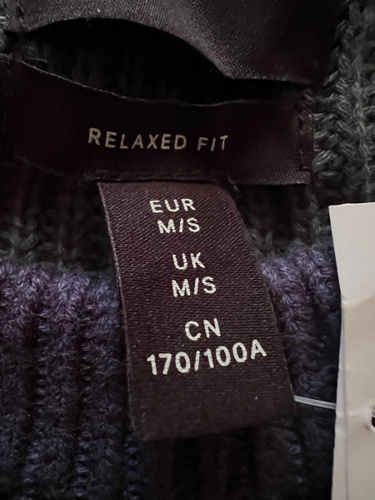 RELAXED FIT
EUR
M/S
UK
M/S
CN
170/100A